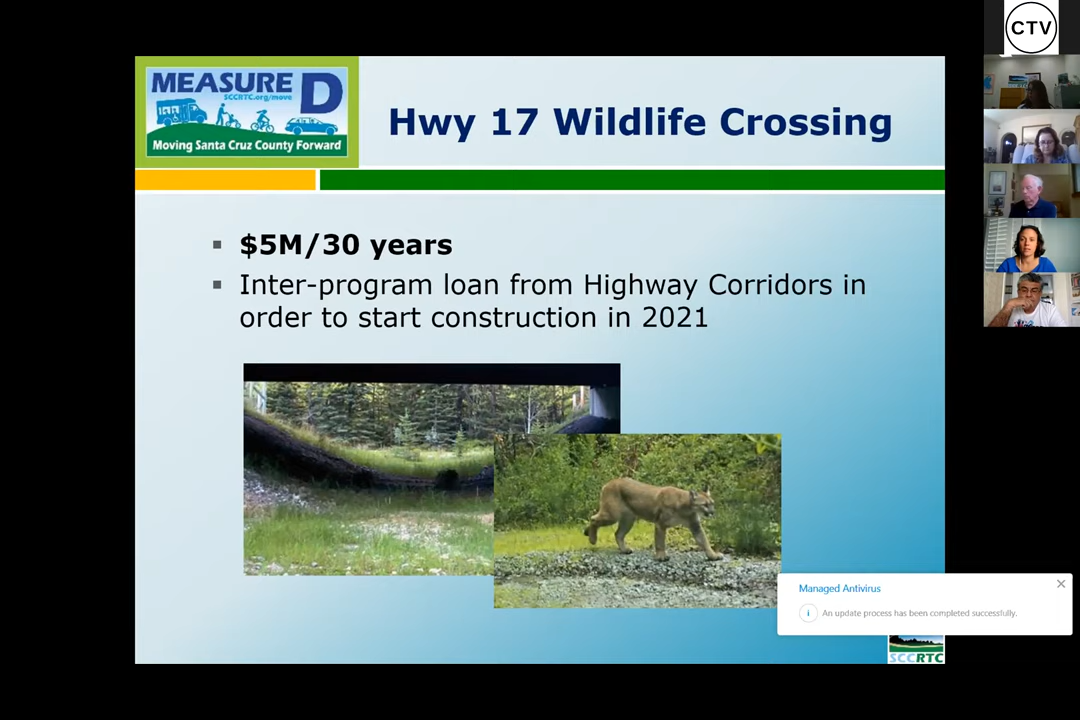 CTV
MEASURE D
SCCRTC.org/move
Moving Santa Cruz County Forward
Hwy 17 Wildlife Crossing
▪ $5M/30 years
▪ Inter-program loan from Highway Corridors in
order to start construction in 2021
Managed Antivirus
An update process has been completed successfully.
SCCRTC